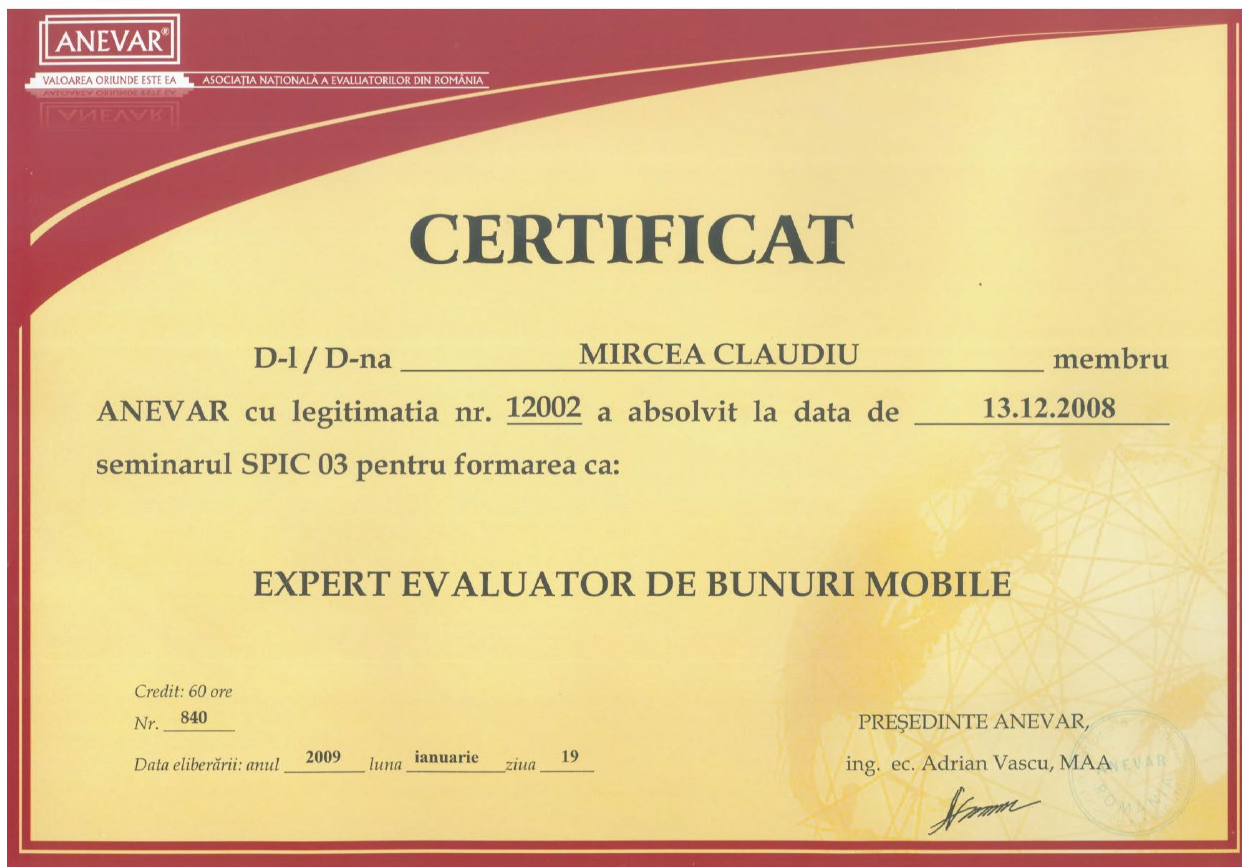 ANEVAR®
VALOAREA ORIUNDE ESTE EA
ASOCIAȚIA NAȚIONALĂ A EVALUATORILOR DIN ROMÂNIA
CERTIFICAT
D-l / D-na MIRCEA CLAUDIU membru
ANEVAR cu legitimatia nr. 12002 a absolvit la data de 13.12.2008
seminarul SPIC 03 pentru formarea ca:
EXPERT EVALUATOR DE BUNURI MOBILE
Credit: 60 ore
Nr. 840
Data eliberării: anul 2009 luna ianuarie ziua 19
PREŞEDINTE ANEVAR,
ing. ec. Adrian Vascu, MAA
ANEVAR
ROMÂNIA